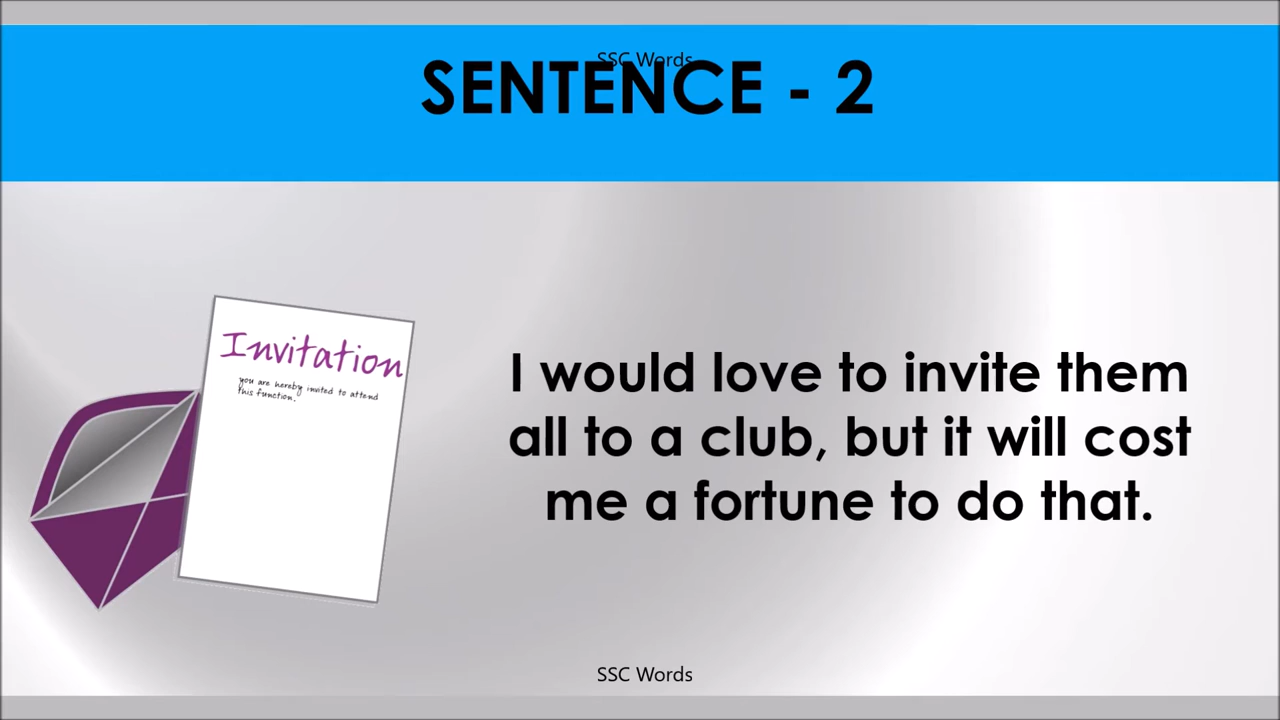 SSC Words
SENTENCE - 2
Invitation
you are hereby invited to attend
this function.
I would love to invite them
all to a club, but it will cost
me a fortune to do that.
SSC Words